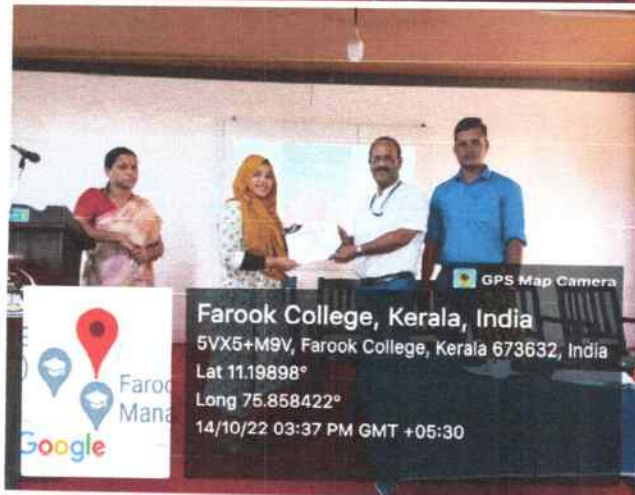 GPS Map Camera
Farook College, Kerala, India
5VX5+M9V, Farook College, Kerala 673632, India
Lat 11.19898°
Long 75.858422°
14/10/22 03:37 PM GMT +05:30
Faroo
Mana
Google